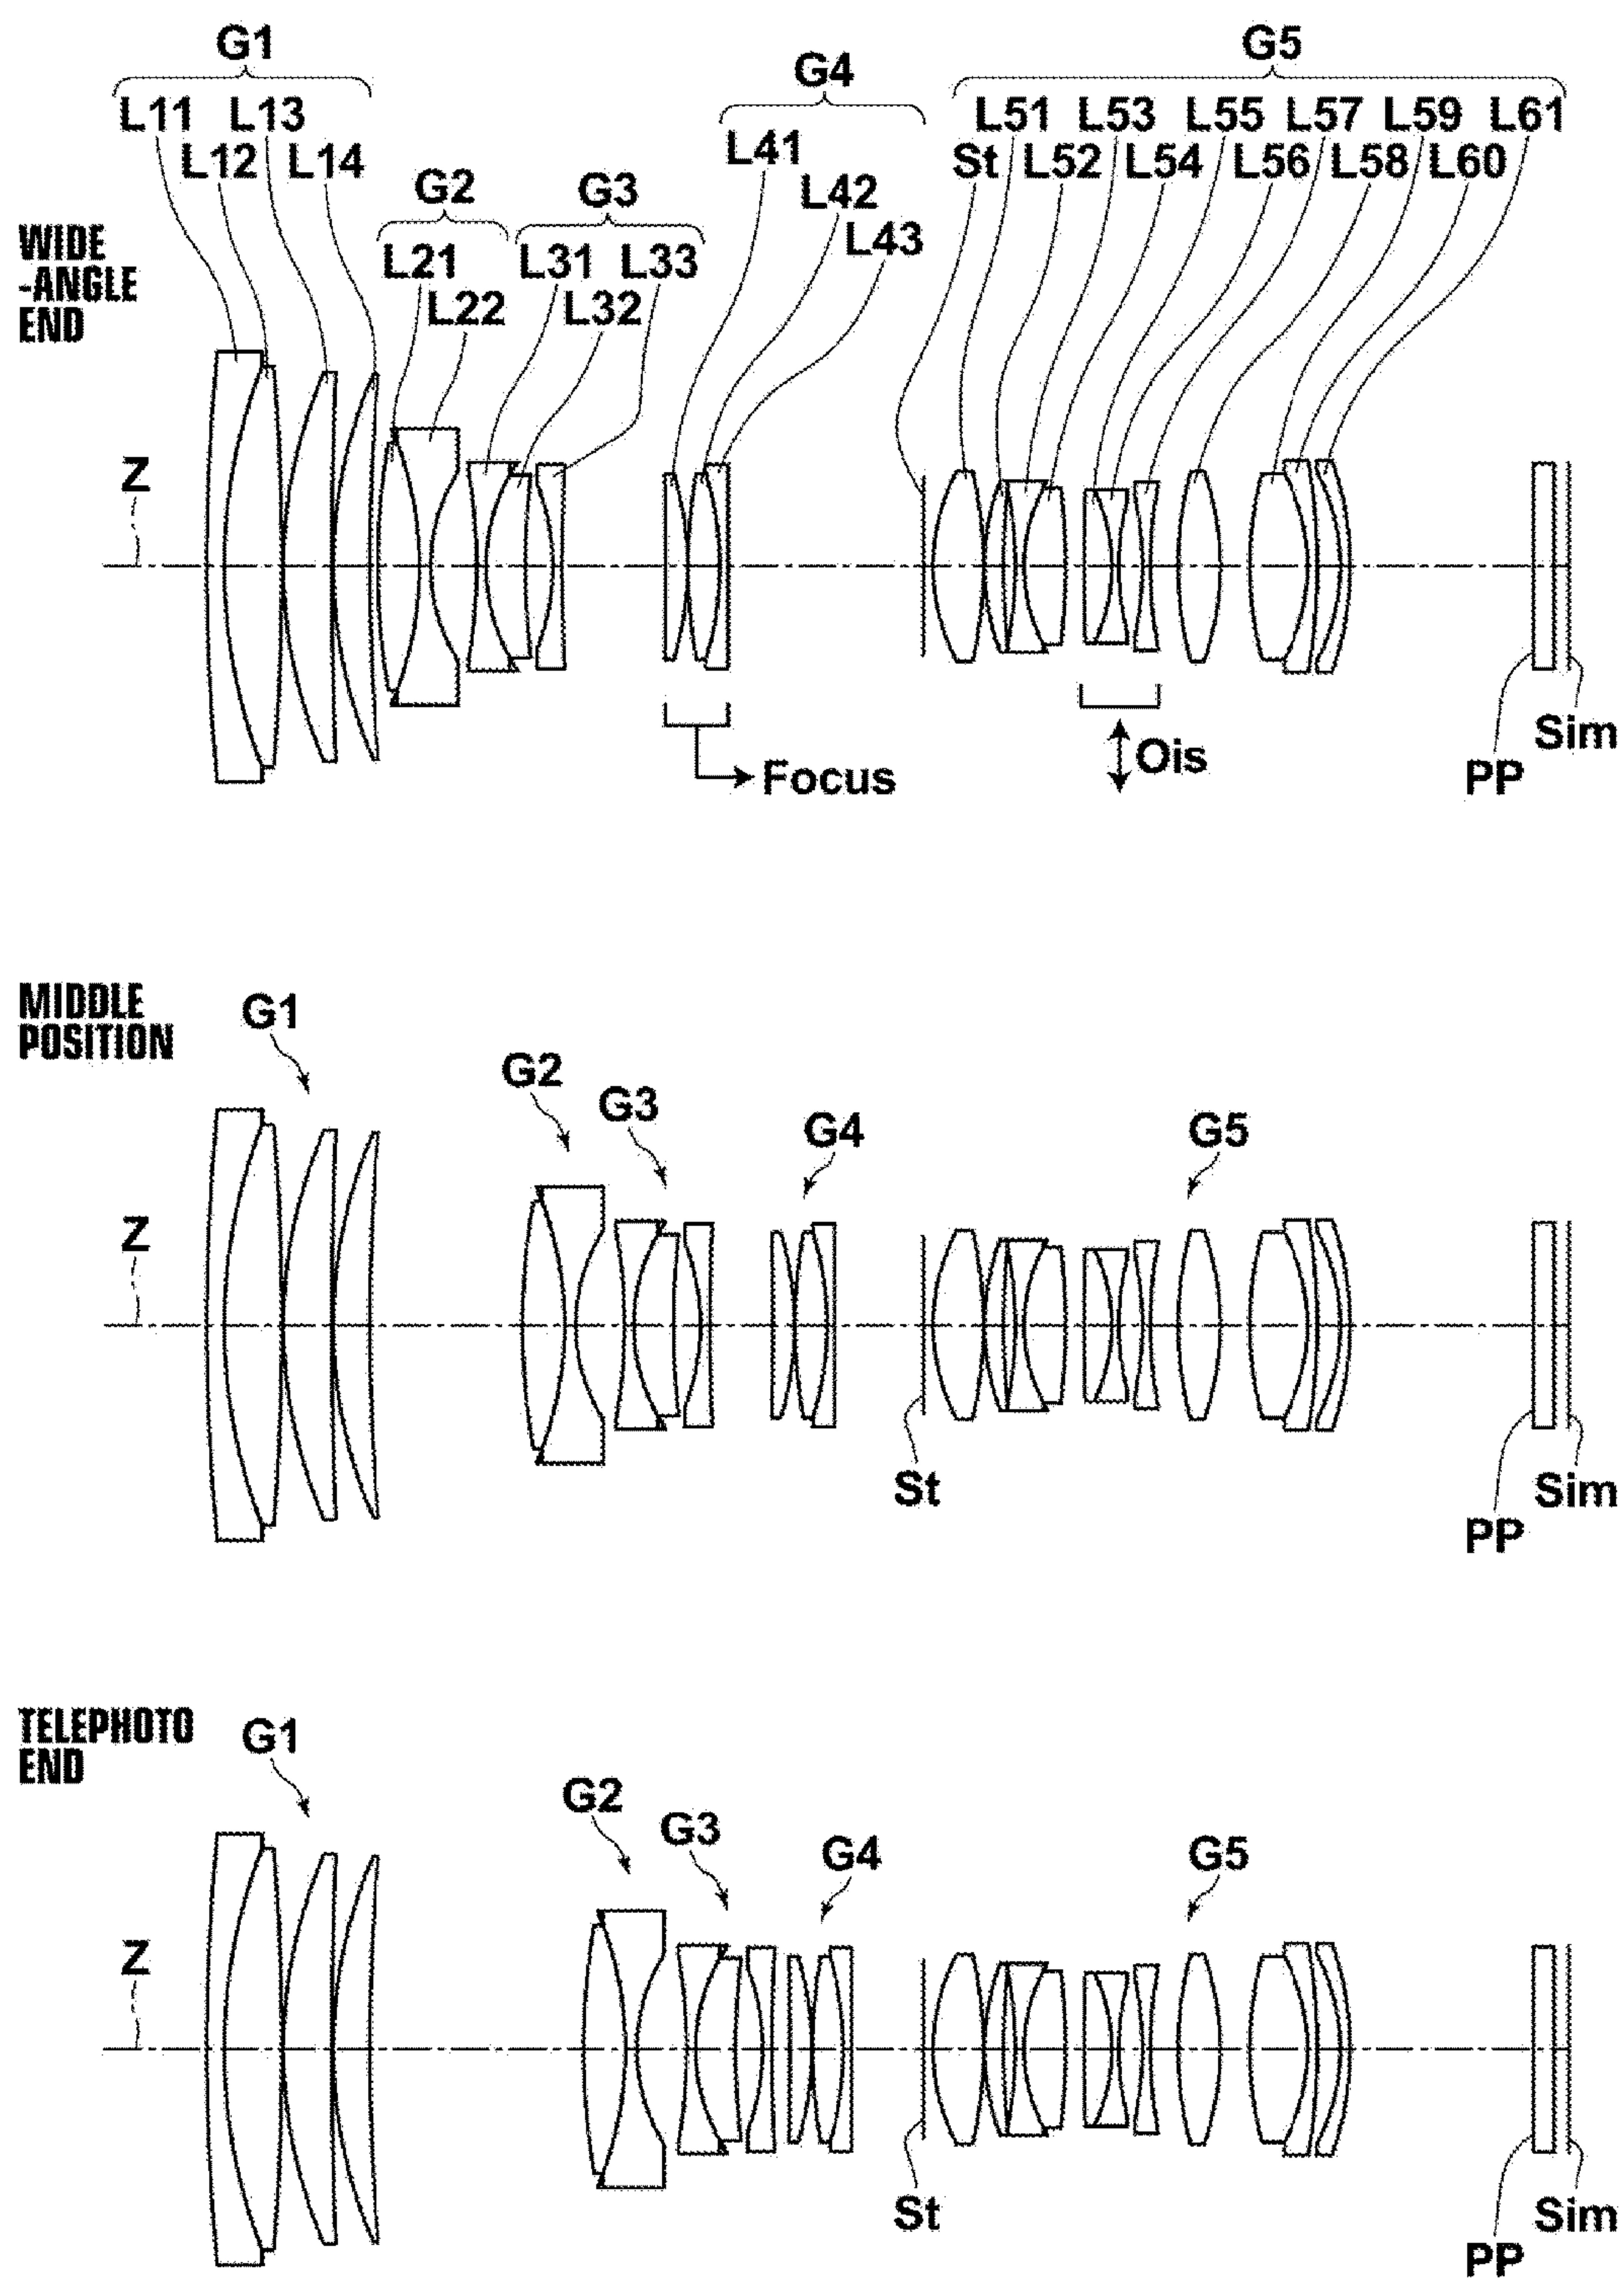 G1
G4
G5
L11 L13
L12 L14
L41
L51 L53 L55 L57 L59 L61
St L52 L54 L56 L58 L60
G2
G3
L42
L21
L31 L33
L43
L22
L32
WIDE
-ANGLE
END
Z
Focus
Ois
Sim
PP
MIDDLE
POSITION
G1
G2
G3
G4
G5
Z
St
Sim
PP
TELEPHOTO
END
G1
G2
G3
G4
G5
Z
St
Sim
PP